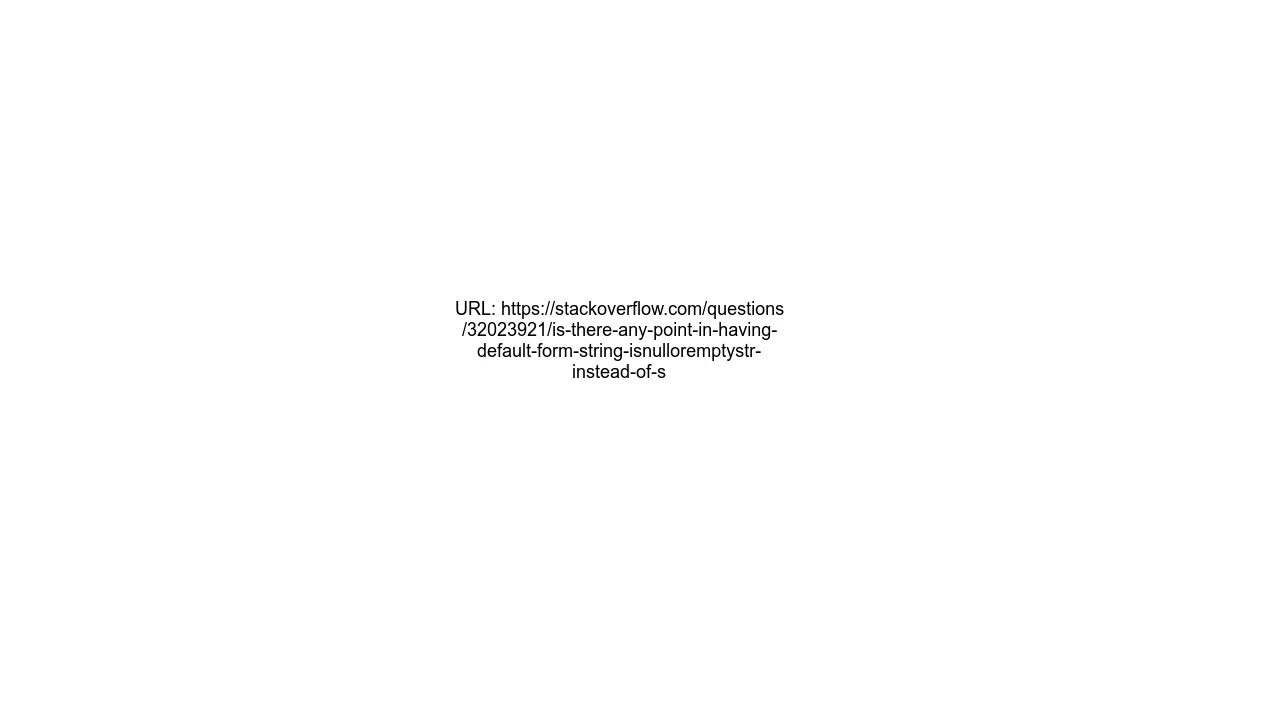 URL: https://stackoverflow.com/questions
/32023921/is-there-any-point-in-having-
default-form-string-isnulloremptystr-
instead-of-s